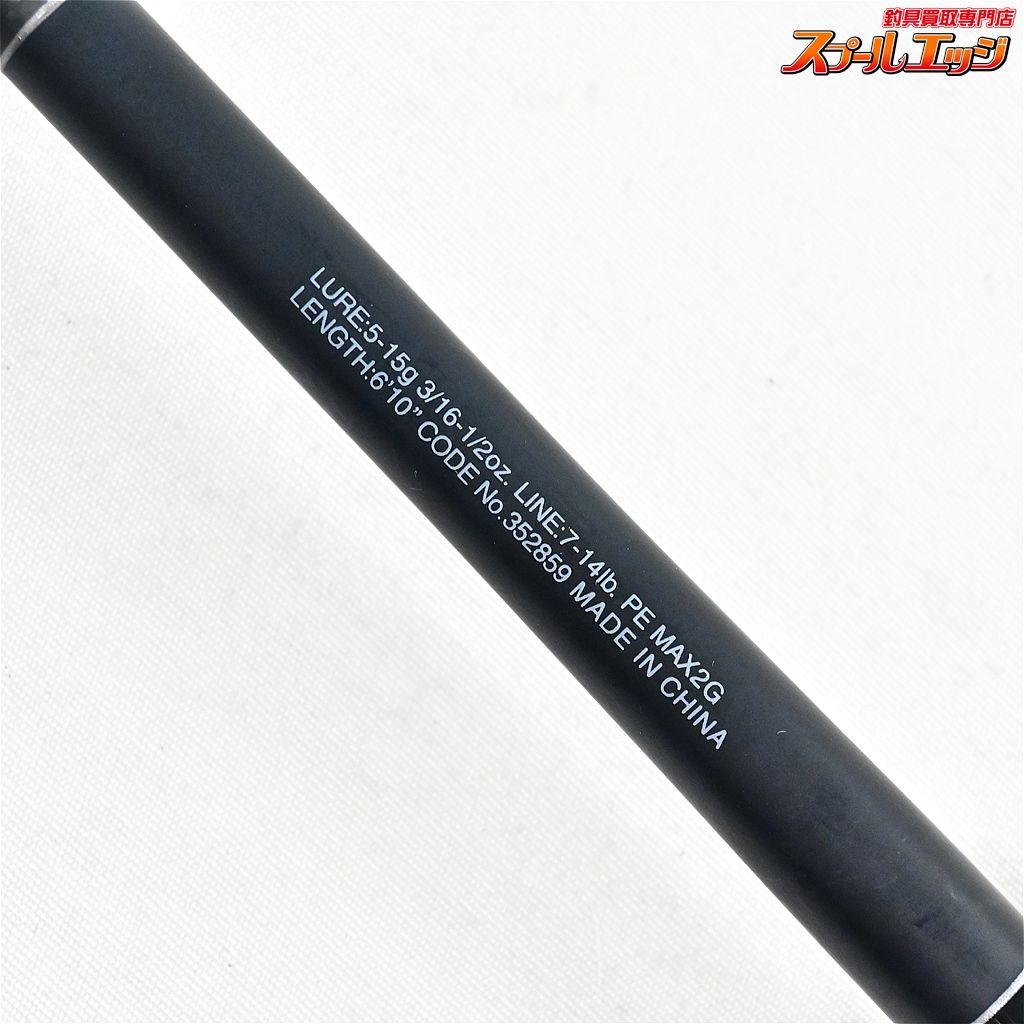 釣具買取専門店
スプールエッジ
LURE:5-15g 3/16-1/2oz. LINE:7-14lb. PE MAX2G
LENGTH:6'10” CODE No.352859 MADE IN CHINA